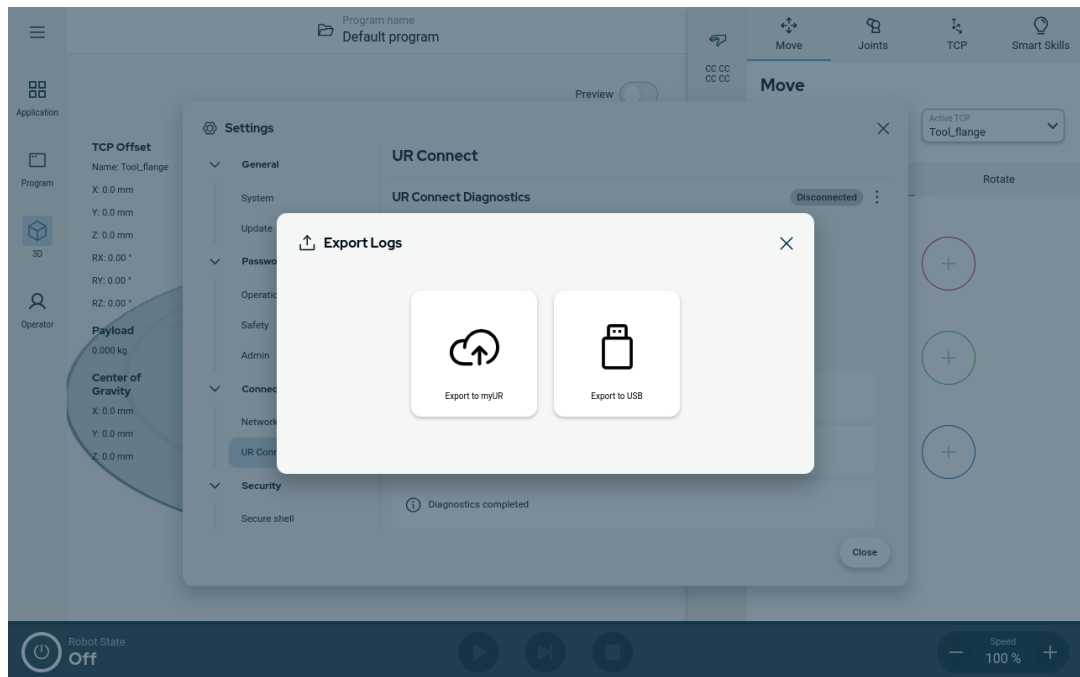 Program name
Default program
Application
Program
3D
Operator
TCP Offset
Name: Tool_flange
X: 0.0 mm
Y: 0.0 mm
Z: 0.0 mm
RX: 0.00 °
RY: 0.00 °
RZ: 0.00 °
Payload
0.000 kg
Center of
Gravity
X: 0.0 mm
Y: 0.0 mm
Z: 0.0 mm
Preview
CC CC
CC CC
Move
Joints
TCP
Smart Skills
Move
Active TCP
Tool_flange
Rotate
Settings
General
System
Update
Passwo
Operatio
Safety
Admin
Connec
Network
UR Conr
Security
Secure shell
UR Connect
UR Connect Diagnostics
Disconnected
Export Logs
Export to myUR
Export to USB
Diagnostics completed
Close
Robot State
Off
Speed
100 %